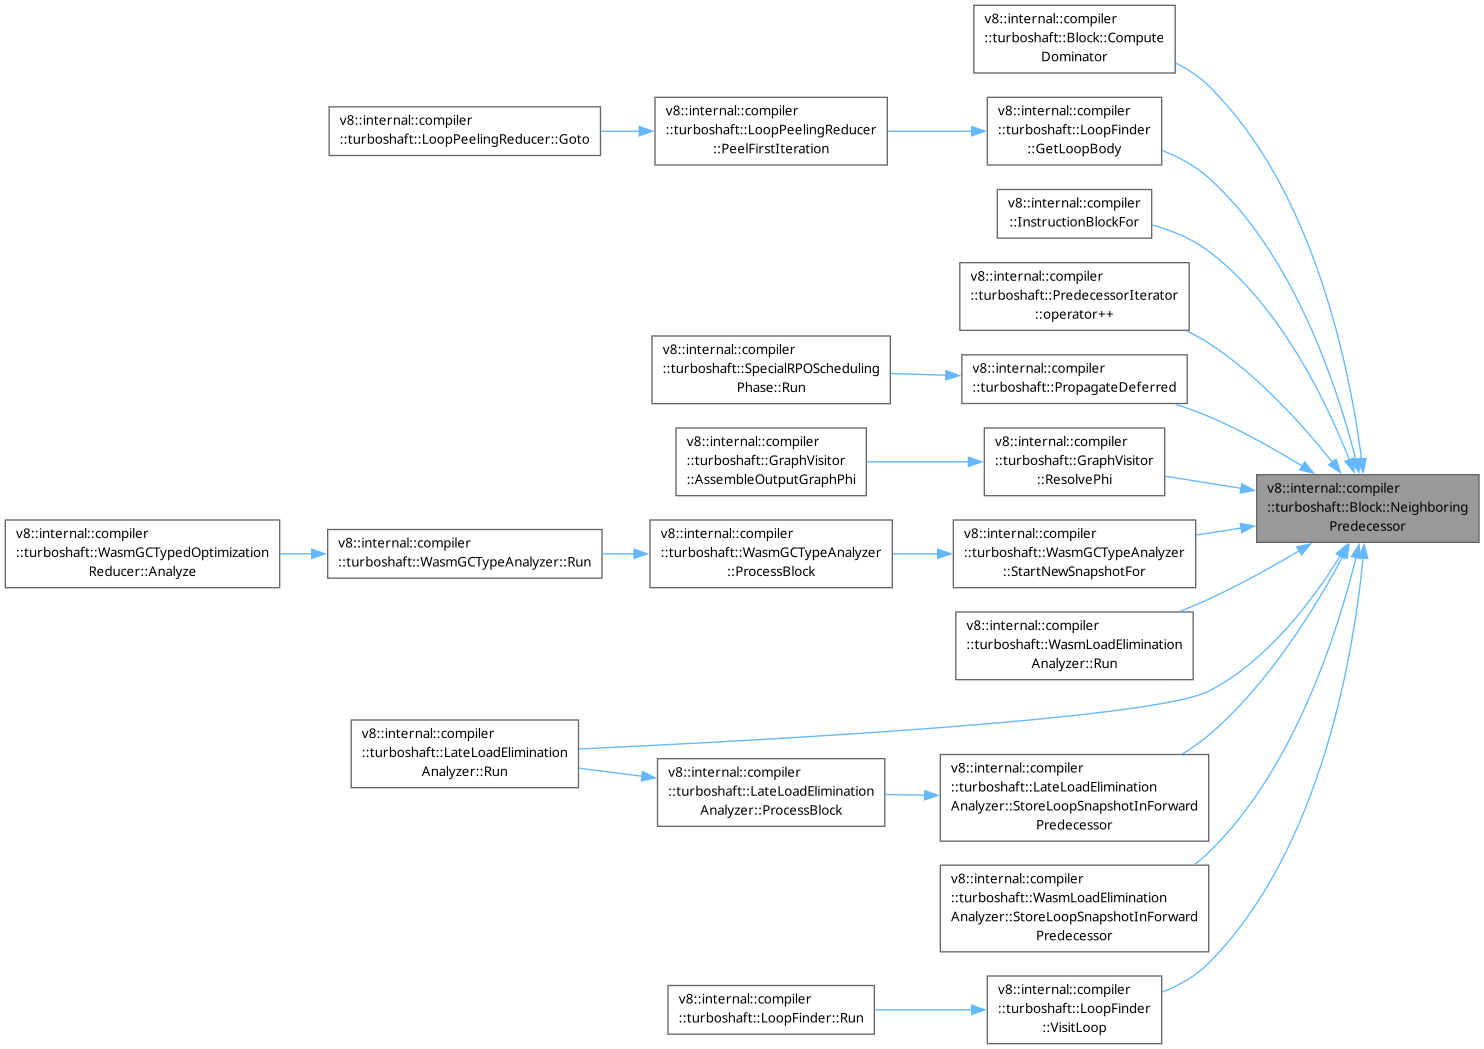 v8::internal::compiler
::turboshaft::Block::Compute
Dominator
v8::internal::compiler
::turboshaft::LoopPeelingReducer::Goto
v8::internal::compiler
::turboshaft::LoopPeelingReducer
::PeelFirstIteration
v8::internal::compiler
::turboshaft::LoopFinder
::GetLoopBody
v8::internal::compiler
::InstructionBlockFor
v8::internal::compiler
::turboshaft::PredecessorIterator
::operator++
v8::internal::compiler
::turboshaft::SpecialRPOScheduling
Phase::Run
v8::internal::compiler
::turboshaft::PropagateDeferred
v8::internal::compiler
::turboshaft::GraphVisitor
::AssembleOutputGraphPhi
v8::internal::compiler
::turboshaft::GraphVisitor
::ResolvePhi
v8::internal::compiler
::turboshaft::Block::Neighboring
Predecessor
v8::internal::compiler
::turboshaft::WasmGCTypedOptimization
Reducer::Analyze
v8::internal::compiler
::turboshaft::WasmGCTypeAnalyzer::Run
v8::internal::compiler
::turboshaft::WasmGCTypeAnalyzer
::ProcessBlock
v8::internal::compiler
::turboshaft::WasmGCTypeAnalyzer
::StartNewSnapshotFor
v8::internal::compiler
::turboshaft::WasmLoadElimination
Analyzer::Run
v8::internal::compiler
::turboshaft::LateLoadElimination
Analyzer::Run
v8::internal::compiler
::turboshaft::LateLoadElimination
Analyzer::ProcessBlock
v8::internal::compiler
::turboshaft::LateLoadElimination
Analyzer::StoreLoopSnapshotInForward
Predecessor
v8::internal::compiler
::turboshaft::WasmLoadElimination
Analyzer::StoreLoopSnapshotInForward
Predecessor
v8::internal::compiler
::turboshaft::LoopFinder::Run
v8::internal::compiler
::turboshaft::LoopFinder
::VisitLoop